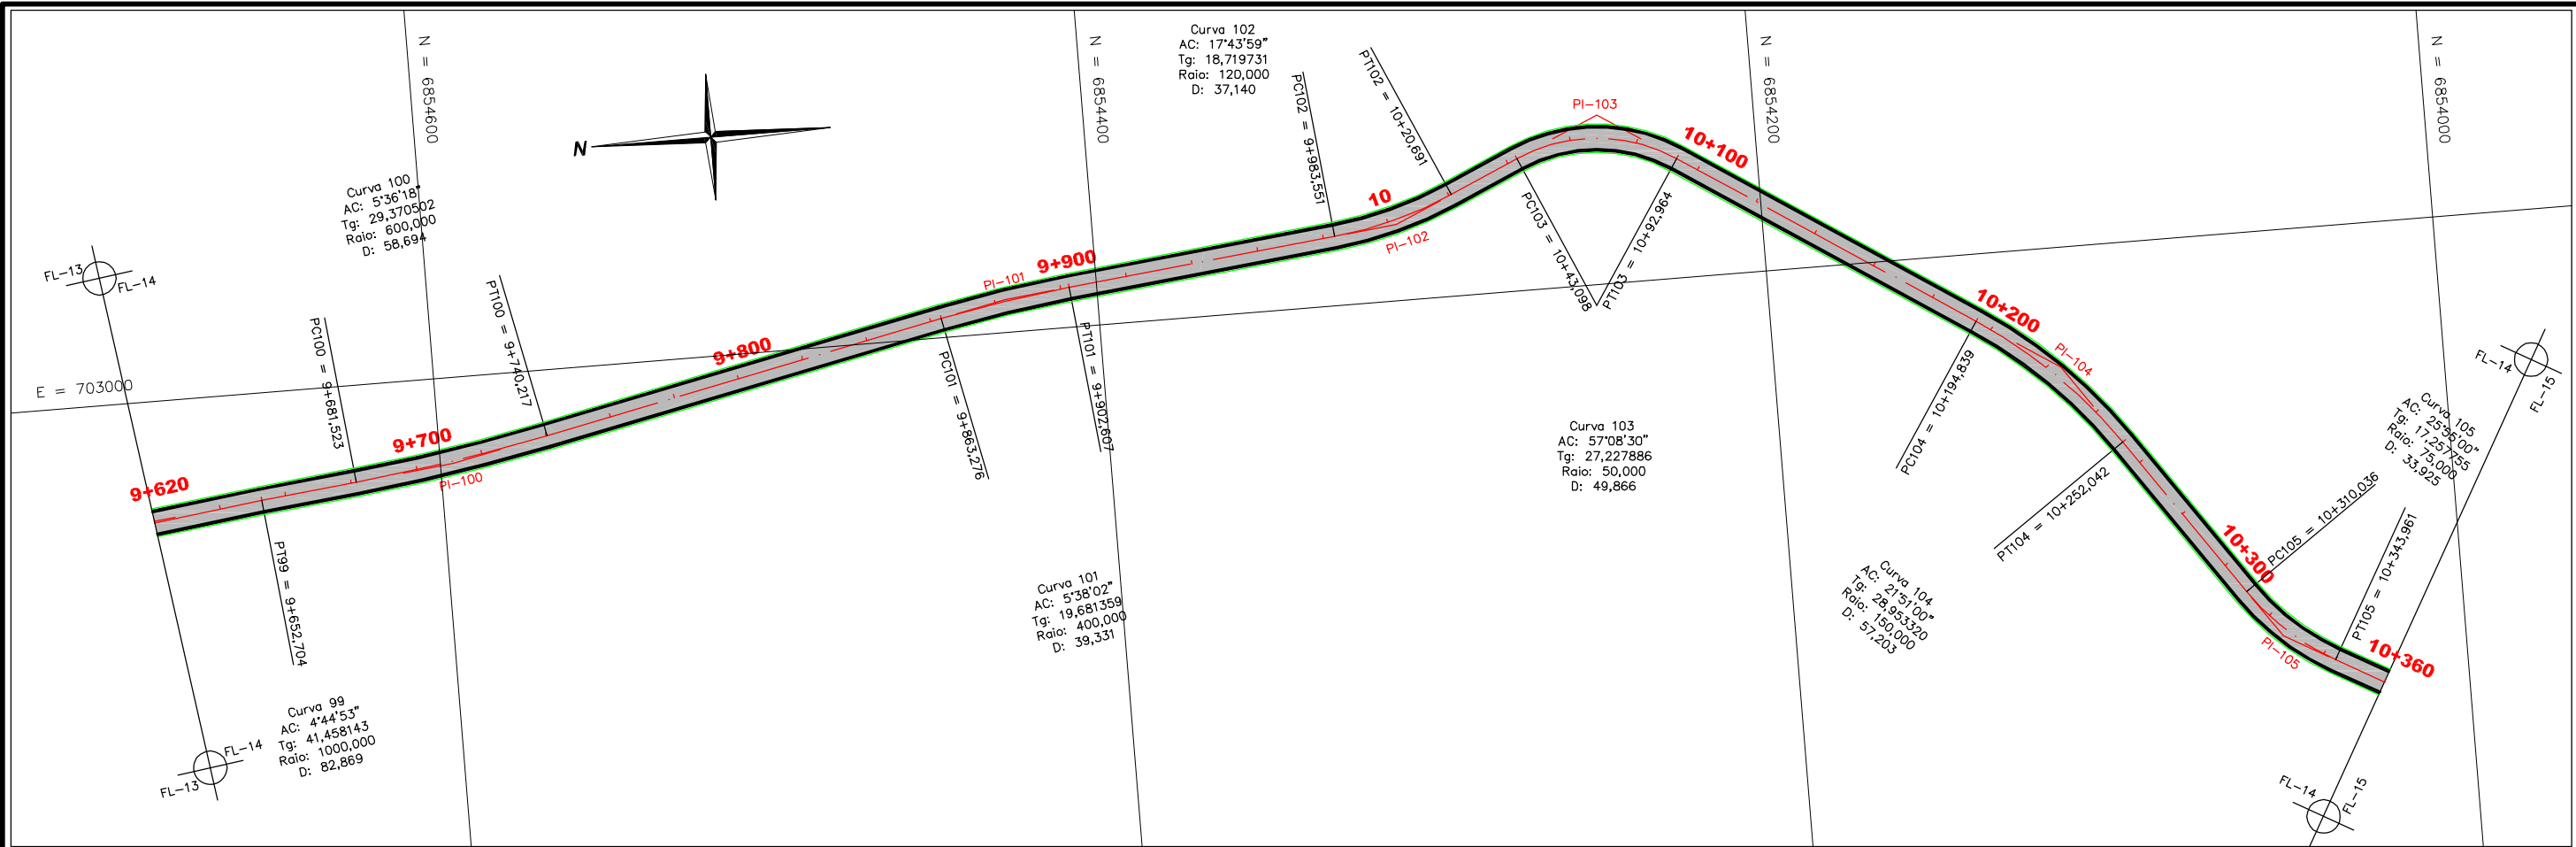 N = 6854600
N = 6854400
N = 6854200
N = 6854000
E = 703000
N
FL-13
FL-14
FL-13
FL-14
FL-14
FL-15
FL-14
FL-15
Curva 99
AC: 4°44'53"
Tg: 41,458143
Raio: 1000,000
D: 82,869
Curva 100
AC: 5°36'18"
Tg: 29,370502
Raio: 600,000
D: 58,694
Curva 101
AC: 5°38'02"
Tg: 19,681359
Raio: 400,000
D: 39,331
Curva 102
AC: 17°43'59"
Tg: 18,719731
Raio: 120,000
D: 37,140
Curva 103
AC: 57°08'30"
Tg: 27,227886
Raio: 50,000
D: 49,866
Curva 104
AC: 21°51'00"
Tg: 28,953320
Raio: 150,000
D: 57,203
Curva 105
AC: 25°55'00"
Tg: 17,257755
Raio: 75,000
D: 33,925
9+620
PT99 = 9+652,704
PC100 = 9+681,523
9+700
PI-100
PT100 = 9+740,217
9+800
PC101 = 9+863,276
PI-101
9+900
PT101 = 9+902,607
PC102 = 9+983,551
10
PI-102
PT102 = 10+20,691
PC103 = 10+43,098
PI-103
PT103 = 10+92,964
10+100
PC104 = 10+194,839
10+200
PI-104
PT104 = 10+252,042
10+300
PC105 = 10+310,036
PI-105
PT105 = 10+343,961
10+360